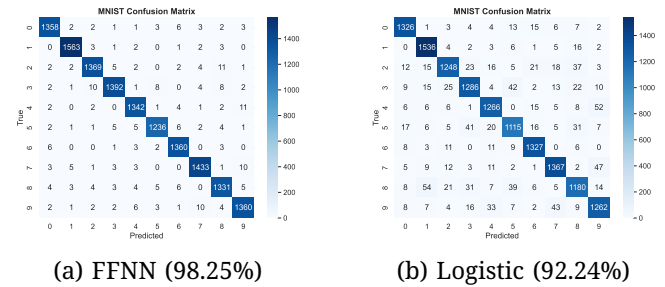 MNIST Confusion Matrix
0 1358 2 2 1 1 3 6 3 2 3
1 0 1563 3 1 2 0 1 2 3 0
2 2 2 1369 5 0 0 2 4 11 1
3 2 1 10 1392 1 8 0 4 8 2
4 2 0 2 0 1342 1 4 1 2 11
5 2 1 1 5 5 1236 6 2 4 1
6 6 0 0 1 3 2 1360 0 2 0
7 3 5 1 3 3 0 0 1433 1 10
8 4 3 4 4 5 6 0 4 1331 5
9 2 1 2 2 6 3 1 10 4 1360
0 1 2 3 4 5 6 7 8 9
True
Predicted
1400
1200
1000
800
600
400
200
0
(a) FFNN (98.25%)
MNIST Confusion Matrix
0 1326 1 3 4 4 13 15 6 7 2
1 1 1536 4 2 3 6 1 5 16 2
2 12 15 1248 23 16 5 21 18 37 3
3 9 15 25 1286 4 42 2 13 22 10
4 6 6 6 1 1266 0 15 5 8 52
5 17 6 5 41 20 1115 16 5 31 7
6 8 3 11 0 11 9 1327 0 6 0
7 5 9 12 3 11 2 1 1367 2 47
8 8 54 21 31 7 39 6 5 1180 14
9 8 7 4 16 33 7 2 43 9 1262
0 1 2 3 4 5 6 7 8 9
True
Predicted
1400
1200
1000
800
600
400
200
0
(b) Logistic (92.24%)